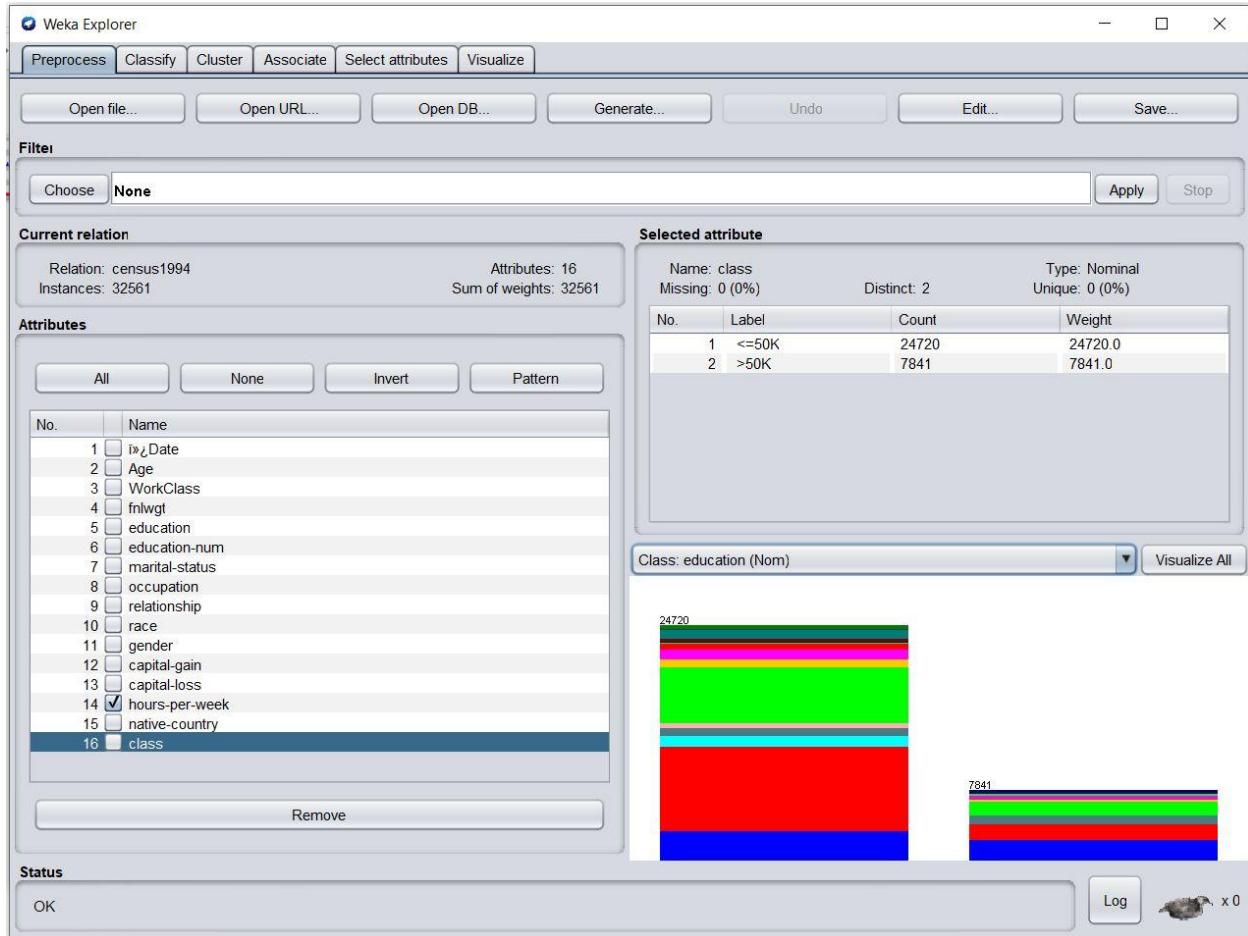 Weka Explorer
Preprocess Classify Cluster Associate Select attributes Visualize
Open file... Open URL... Open DB... Generate... Undo Edit... Save...
Filter
Choose None Apply Stop
Current relation
Relation: census1994 Attributes: 16
Instances: 32561 Sum of weights: 32561
Attributes
All None Invert Pattern
No. Name
1 ï»¿Date
2 Age
3 WorkClass
4 fnlwgt
5 education
6 education-num
7 marital-status
8 occupation
9 relationship
10 race
11 gender
12 capital-gain
13 capital-loss
14 hours-per-week
15 native-country
16 class
Remove
Selected attribute
Name: class Type: Nominal
Missing: 0 (0%) Distinct: 2 Unique: 0 (0%)
No. Label Count Weight
1 <=50K 24720 24720.0
2 >50K 7841 7841.0
Class: education (Nom) Visualize All
24720
7841
Status
OK
Log x 0